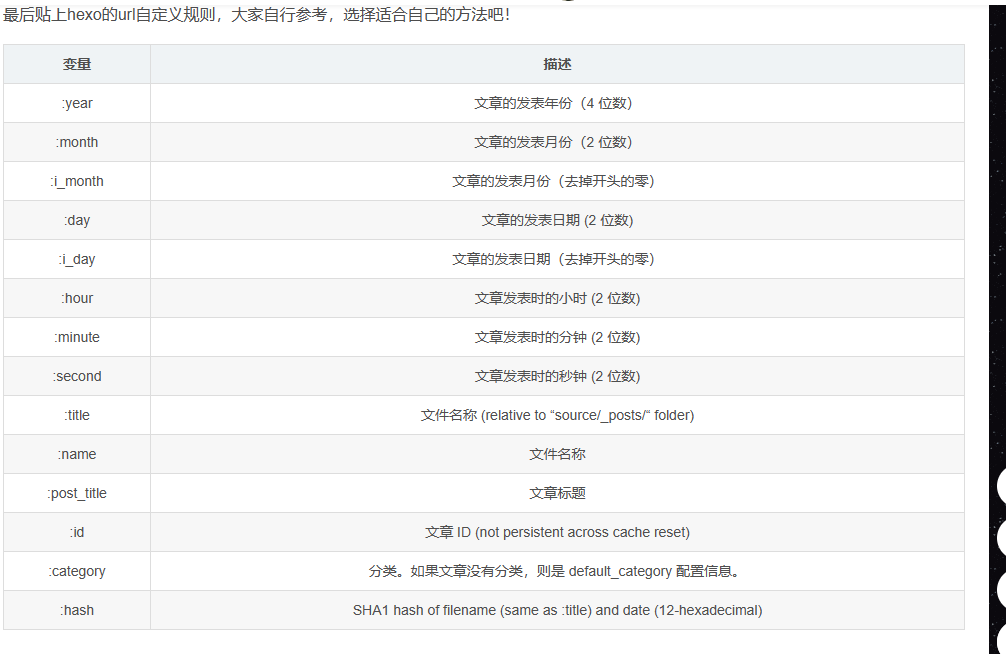 最后贴上hexo的url自定义规则，大家自行参考，选择适合自己的方法吧！
变量 描述
:year 文章的发表年份（4 位数）
:month 文章的发表月份（2 位数）
:i_month 文章的发表月份（去掉开头的零）
:day 文章的发表日期 (2 位数)
:i_day 文章的发表日期（去掉开头的零）
:hour 文章发表时的小时 (2 位数)
:minute 文章发表时的分钟 (2 位数)
:second 文章发表时的秒钟 (2 位数)
:title 文件名称 (relative to “source/_posts/“ folder)
:name 文件名称
:post_title 文章标题
:id 文章 ID (not persistent across cache reset)
:category 分类。如果文章没有分类，则是 default_category 配置信息。
:hash SHA1 hash of filename (same as :title) and date (12-hexadecimal)